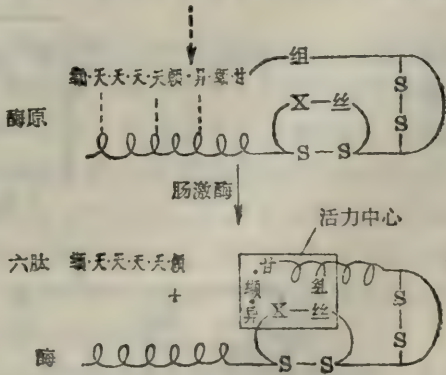 缬·天·天·天·天赖·异·缬·甘 组
S
X—丝
S
酶原
S—S
肠激酶
活力中心
六肽 缬·天·天·天·天赖
·甘
+
缬 组
S
异 X—丝
S
酶 S—S